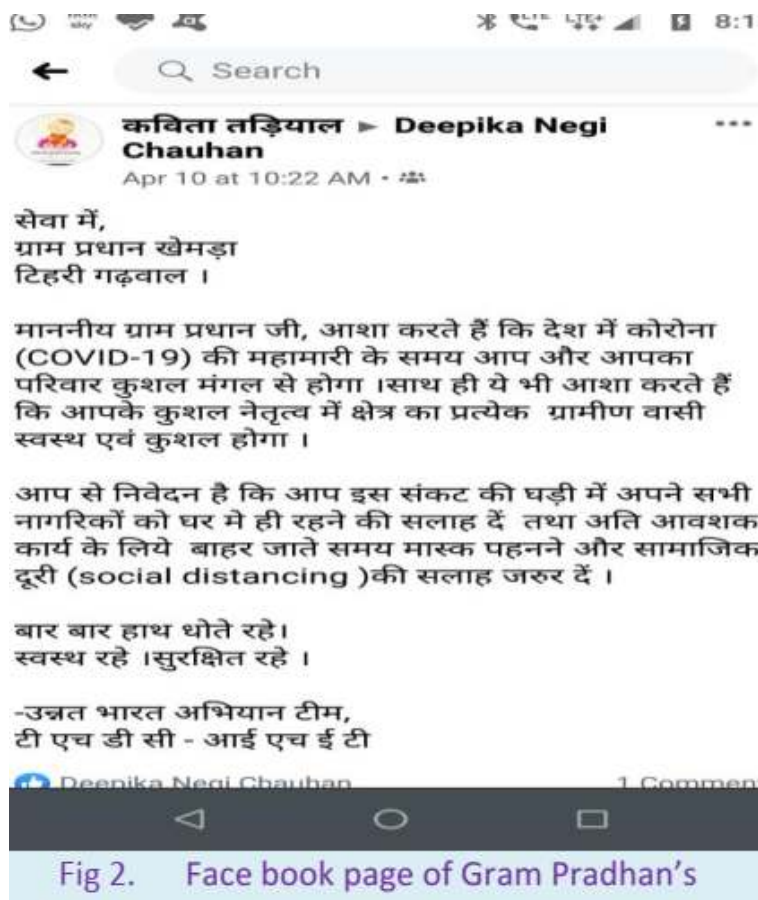 8:1
Search
कविता तड़ियाल ► Deepika Negi
Chauhan
Apr 10 at 10:22 AM
सेवा में,
ग्राम प्रधान खेमड़ा
टिहरी गढ़वाल ।
माननीय ग्राम प्रधान जी, आशा करते हैं कि देश में कोरोना
(COVID-19) की महामारी के समय आप और आपका
परिवार कुशल मंगल से होगा ।साथ ही ये भी आशा करते हैं
कि आपके कुशल नेतृत्व में क्षेत्र का प्रत्येक ग्रामीण वासी
स्वस्थ एवं कुशल होगा ।
आप से निवेदन है कि आप इस संकट की घड़ी में अपने सभी
नागरिकों को घर मे ही रहने की सलाह दें तथा अति आवशक
कार्य के लिये बाहर जाते समय मास्क पहनने और सामाजिक
दूरी (social distancing )की सलाह जरुर दें ।
बार बार हाथ धोते रहे।
स्वस्थ रहे ।सुरक्षित रहे ।
-उन्नत भारत अभियान टीम,
टी एच डी सी - आई एच ई टी
Deepika Negi Chauhan 1 Commen
Fig 2. Face book page of Gram Pradhan's